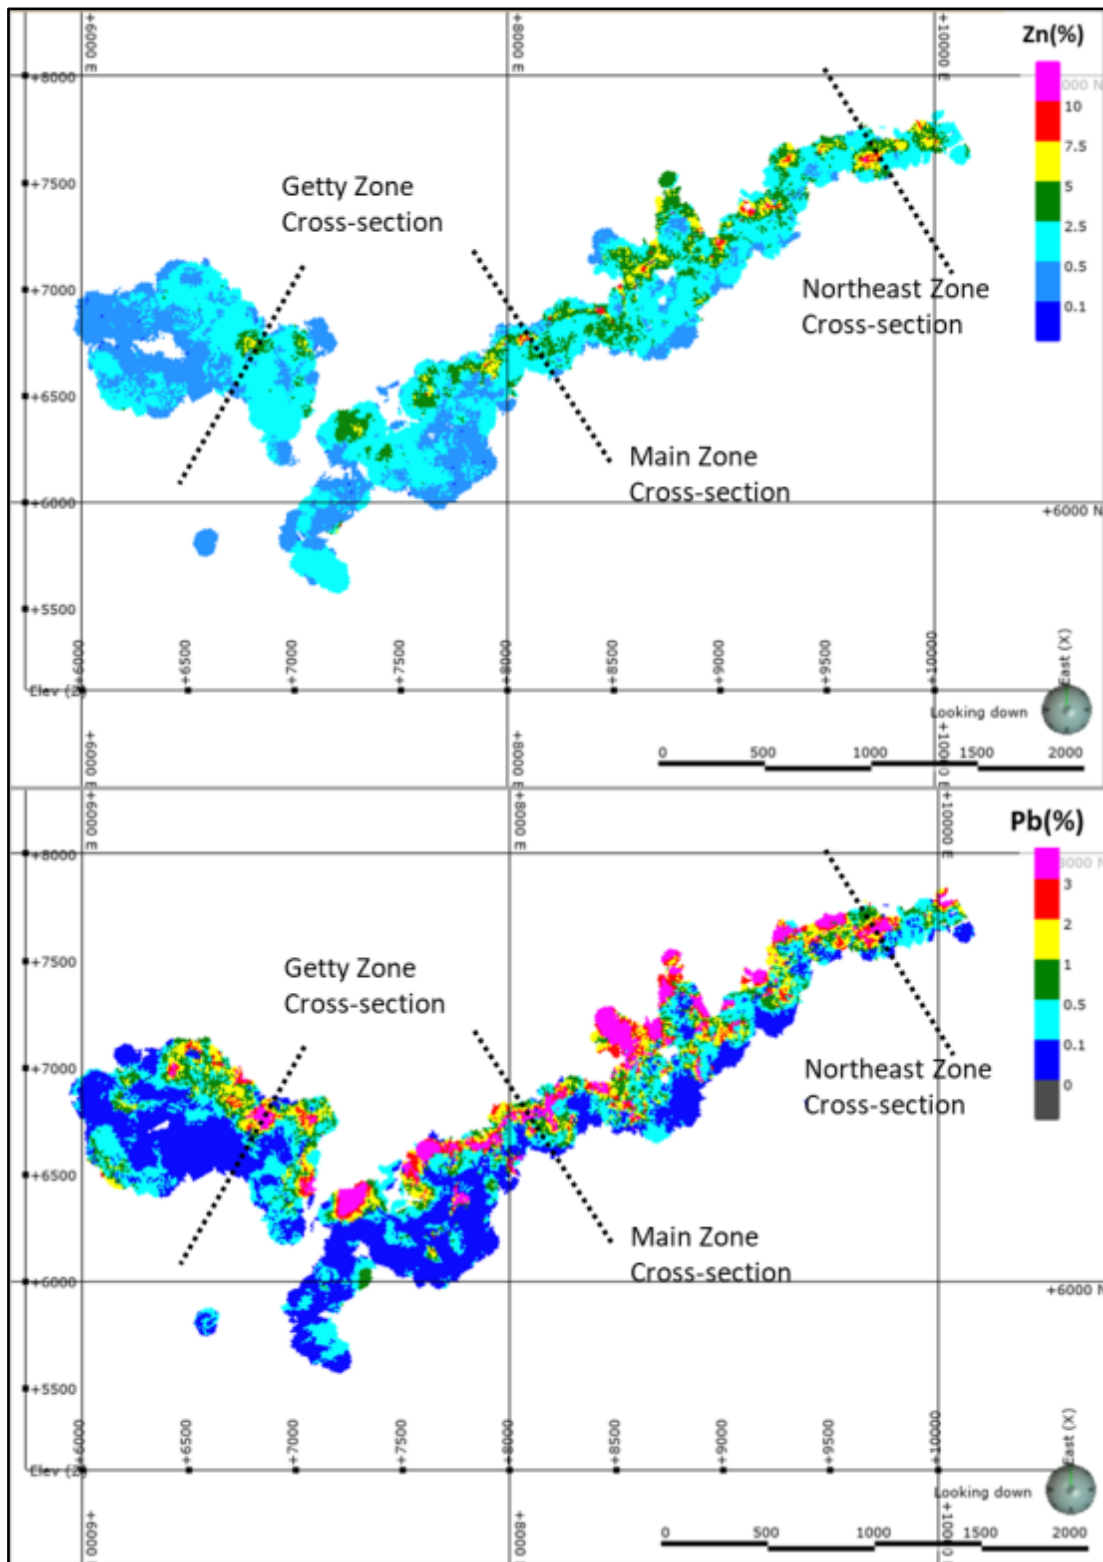 +6000 E
+8000 E
+10000 E
Zn(%)
+8000
10
7.5
5
2.5
0.5
0.1
+7500
Getty Zone
Cross-section
+7000
Northeast Zone
Cross-section
+6500
Main Zone
Cross-section
+6000
+6000 N
+5500
+6000
+6500
+7000
+7500
+8000
+8500
+9000
+9500
+10000
East (X)
Looking down
0 500 1000 1500 2000
+6000 E
+8000 E
+10000 E
Pb(%)
+8000
3
2
1
0.5
0.1
0
+7500
Getty Zone
Cross-section
+7000
Northeast Zone
Cross-section
+6500
Main Zone
Cross-section
+6000
+6000 N
+5500
+6000
+6500
+7000
+7500
+8000
+8500
+9000
+9500
+10000
East (X)
Looking down
0 500 1000 1500 2000